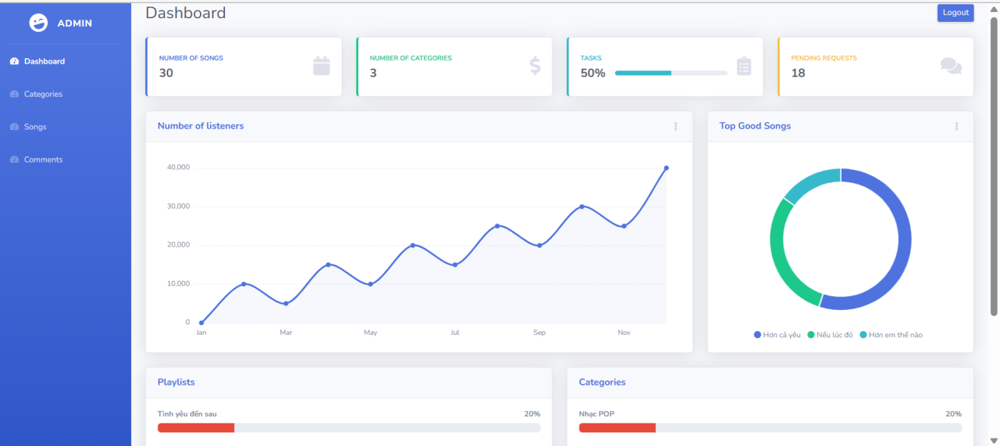 ADMIN
Dashboard
Categories
Songs
Comments
Dashboard
Logout
NUMBER OF SONGS
30
NUMBER OF CATEGORIES
3
TASKS
50%
PENDING REQUESTS
18
Number of listeners
40,000
30,000
20,000
10,000
0
Jan Mar May Jul Sep Nov
Top Good Songs
Hơn cả yêu Nếu lúc đó Hơn em thế nào
Playlists
Tình yêu đến sau 20%
Categories
Nhạc POP 20%